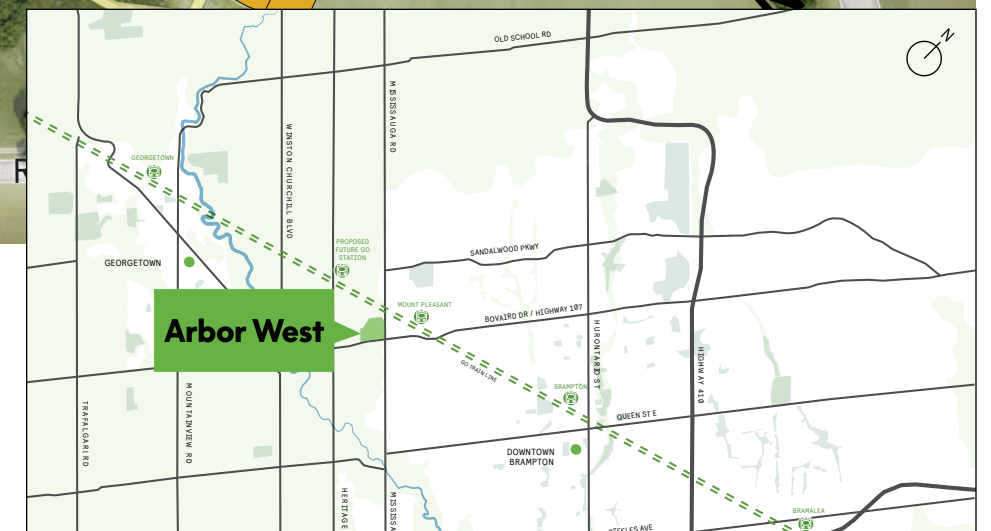 OLD SCHOOL RD
N
MISSISSAUGA RD
WINSTON CHURCHILL BLVD
R
GEORGETOWN
PROPOSED
FUTURE GO
STATION
SANDALWOOD PKWY
GEORGETOWN
MOUNT PLEASANT
BOVAIRD DR / HIGHWAY 107
Arbor West
HURONTARIO ST
HIGHWAY 410
GO TRAIN LINE
BRAMPTON
TRAFALGAR RD
MOUNTAINVIEW RD
QUEEN ST E
DOWNTOWN
BRAMPTON
HERITAGE
MISSISSA
BRAMALEA
STEELES AVE